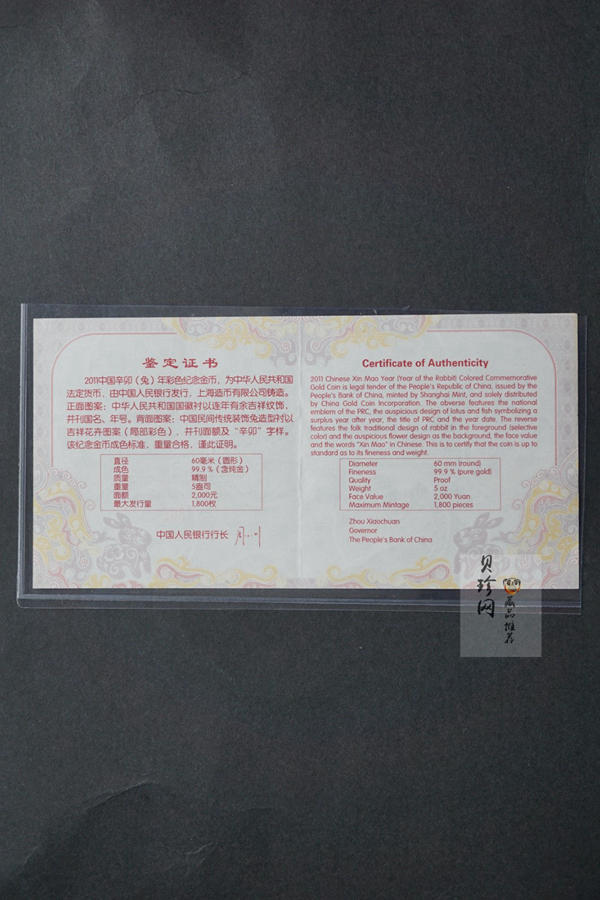 鉴定证书
2011中国辛卯（兔）年彩色纪念金币，为中华人民共和国
法定货币，由中国人民银行发行，上海造币有限公司铸造。
正面图案：中华人民共和国国徽衬以连年有余吉祥纹饰，
并刊国名、年号。背面图案：中国民间传统装饰兔造型衬以
吉祥花卉图案（局部彩色），并刊面额及“辛卯”字样。
该纪念金币成色标准，重量合格，谨此证明。
直径 60毫米（圆形）
成色 99.9％（含纯金）
质量 精制
重量 5盎司
面额 2,000元
最大发行量 1,800枚
中国人民银行行长
Certificate of Authenticity
2011 Chinese Xin Mao Year (Year of the Rabbit) Colored Commemorative
Gold Coin is legal tender of the People's Republic of China, issued by the
People's Bank of China, minted by Shanghai Mint, and solely distributed
by China Gold Coin Incorporation. The obverse features the national
emblem of the PRC, the auspicious design of lotus and fish symbolizing a
surplus year after year, the title of PRC and the year date. The reverse
features the folk traditional design of rabbit in the foreground (selective
color) and the auspicious flower design as the background, the face value
and the words "Xin Mao" in Chinese. This is to certify that the coin is up to
standard as to its fineness and weight.
Diameter 60 mm (round)
Fineness 99.9 % (pure gold)
Quality Proof
Weight 5 oz
Face Value 2,000 Yuan
Maximum Mintage 1,800 pieces
Zhou Xiaochuan
Governor
The People's Bank of China
贝珍网
藏品推荐